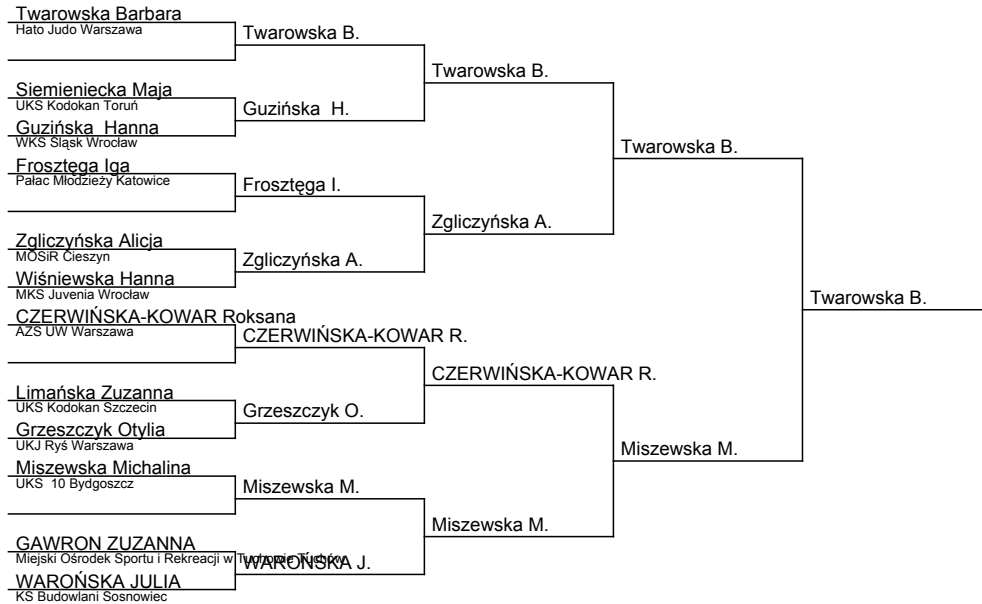 Twarowska Barbara
Hato Judo Warszawa
Siemieniecka Maja
UKS Kodokan Toruń
Guzińska  Hanna
WKS Śląsk Wrocław
Frosztęga Iga
Pałac Młodzieży Katowice
Zgliczyńska Alicja
MOSiR Cieszyn
Wiśniewska Hanna
MKS Juvenia Wrocław
CZERWIŃSKA-KOWAR Roksana
AZS UW Warszawa
Limańska Zuzanna
UKS Kodokan Szczecin
Grzeszczyk Otylia
UKJ Ryś Warszawa
Miszewska Michalina
UKS  10 Bydgoszcz
GAWRON ZUZANNA
Miejski Ośrodek Sportu i Rekreacji w Tuchowie Tuchów
WAROŃSKA JULIA
KS Budowlani Sosnowiec
Twarowska B.
Guzińska  H.
Frosztęga I.
Zgliczyńska A.
CZERWIŃSKA-KOWAR R.
Grzeszczyk O.
Miszewska M.
WAROŃSKA J.
Twarowska B.
Zgliczyńska A.
CZERWIŃSKA-KOWAR R.
Miszewska M.
Twarowska B.
Miszewska M.
Twarowska B.